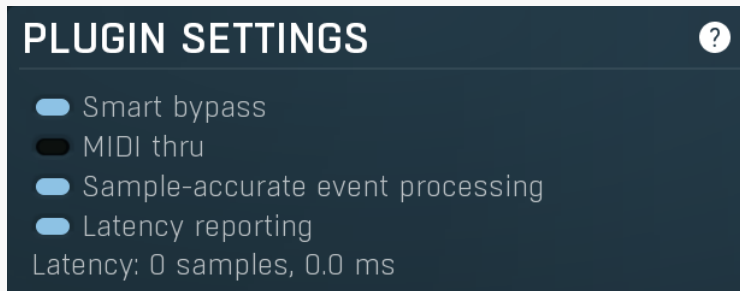 PLUGIN SETTINGS
?
Smart bypass
MIDI thru
Sample-accurate event processing
Latency reporting
Latency: 0 samples, 0.0 ms